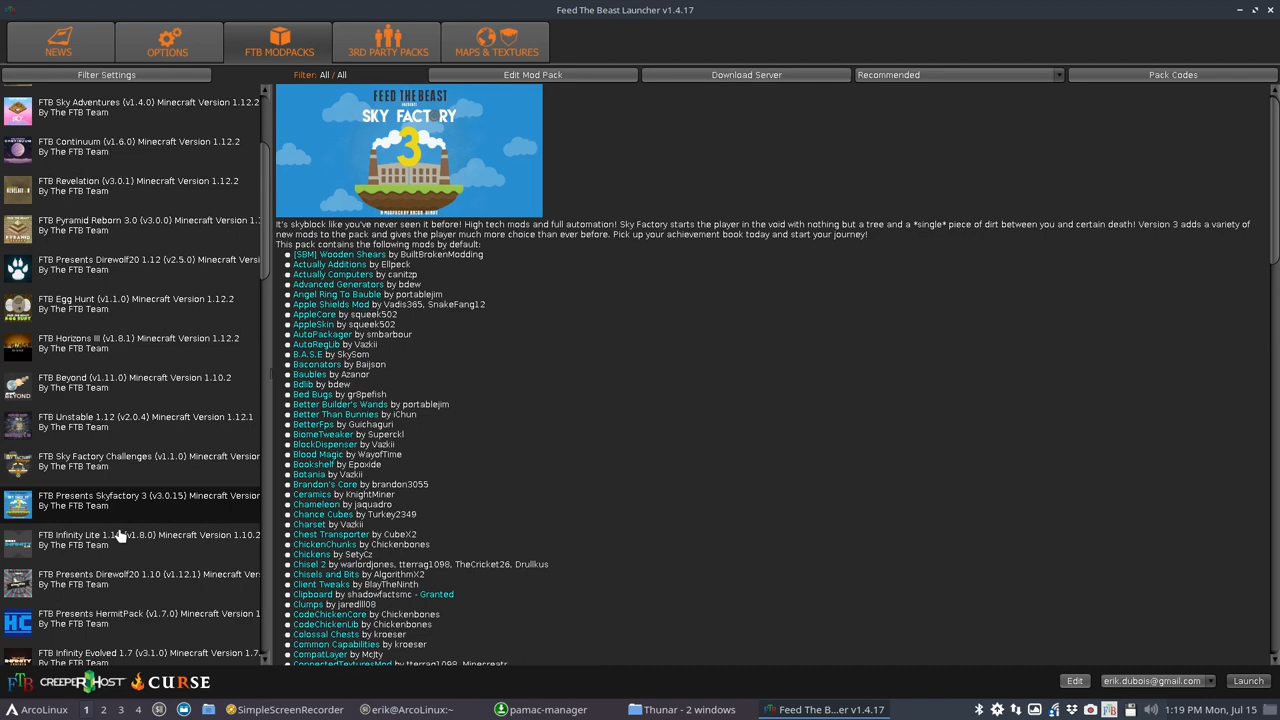 Feed The Beast Launcher v1.4.17
NEWS
OPTIONS
FTB MODPACKS
3RD PARTY PACKS
MAPS & TEXTURES
Filter Settings
Filter: All / All
Edit Mod Pack
Download Server
Recommended
Pack Codes
FTB Sky Adventures (v1.4.0) Minecraft Version 1.12.2
By The FTB Team
FTB Continuum (v1.6.0) Minecraft Version 1.12.2
By The FTB Team
FTB Revelation (v3.0.1) Minecraft Version 1.12.2
By The FTB Team
FTB Pyramid Reborn 3.0 (v3.0.0) Minecraft Version 1.
By The FTB Team
FTB Presents Direwolf20 1.12 (v2.5.0) Minecraft Versi
By The FTB Team
FTB Egg Hunt (v1.1.0) Minecraft Version 1.12.2
By The FTB Team
FTB Horizons III (v1.8.1) Minecraft Version 1.12.2
By The FTB Team
FTB Beyond (v1.11.0) Minecraft Version 1.10.2
By The FTB Team
FTB Unstable 1.12 (v2.0.4) Minecraft Version 1.12.1
By The FTB Team
FTB Sky Factory Challenges (v1.1.0) Minecraft Version
By The FTB Team
FTB Presents Skyfactory 3 (v3.0.15) Minecraft Version
By The FTB Team
FTB Infinity Lite (v1.8.0) Minecraft Version 1.10.2
By The FTB Team
FTB Presents Direwolf20 1.10 (v1.12.1) Minecraft Ver
By The FTB Team
FTB Presents HermitPack (v1.7.0) Minecraft Version 1
By The FTB Team
FTB Infinity Evolved 1.7 (v3.1.0) Minecraft Version 1.7.
By The FTB Team
FEED THE BEAST
SKY FACTORY
3
It's skyblock like you've never seen it before! High tech mods and full automation! Sky Factory starts the player in the void with nothing but a tree and a *single* piece of dirt between you and certain death! Version 3 adds a variety of
new mods to the pack and gives the player much more choice than ever before. Pick up your achievement book today and start your journey!
This pack contains the following mods by default:
[SBM] Wooden Shears by BuiltBrokenModding
Actually Additions by Ellpeck
Actually Computers by canitzp
Advanced Generators by bdew
Angel Ring To Bauble by portablejim
Apple Shields Mod by Vadis365, SnakeFang12
AppleCore by squeek502
AppleSkin by squeek502
AutoPackager by smbarbour
AutoRegLib by Vazkii
B.A.S.E by SkySom
Baconators by Baijson
Baubles by Azanor
Bdlib by bdew
Bed Bugs by gr8pefish
Better Builder's Wands by portablejim
Better Than Bunnies by iChun
BetterFps by Guichaguri
BiomeTweaker by Superckl
BlockDispenser by Vazkii
Blood Magic by WayofTime
Bookshelf by Epoxide
Botania by Vazkii
Brandon's Core by brandon3055
Ceramics by KnightMiner
Chameleon by jaquadro
Chance Cubes by Turkey2349
Charset by Vazkii
Chest Transporter by CubeX2
ChickenChunks by Chickenbones
Chickens by SetyCz
Chisel 2 by warlordjones, tterrag1098, TheCricket26, Drullkus
Chisels and Bits by AlgorithmX2
Client Tweaks by BlayTheNinth
Clipboard by shadowfactsmc - Granted
Clumps by jaredlll08
CodeChickenCore by Chickenbones
CodeChickenLib by Chickenbones
Colossal Chests by kroeser
Common Capabilities by kroeser
CompatLayer by McJty
ConnectedTexturesMod by tterrag1098, Minecreatr
FTB CREEPER HOST CURSE
Edit
erik.dubois@gmail.com
Launch
ArcoLinux
1
2
3
4
SimpleScreenRecorder
erik@ArcoLinux:~
pamac-manager
Thunar - 2 windows
Feed The B...er v1.4.17
1:19 PM Mon, Jul 15